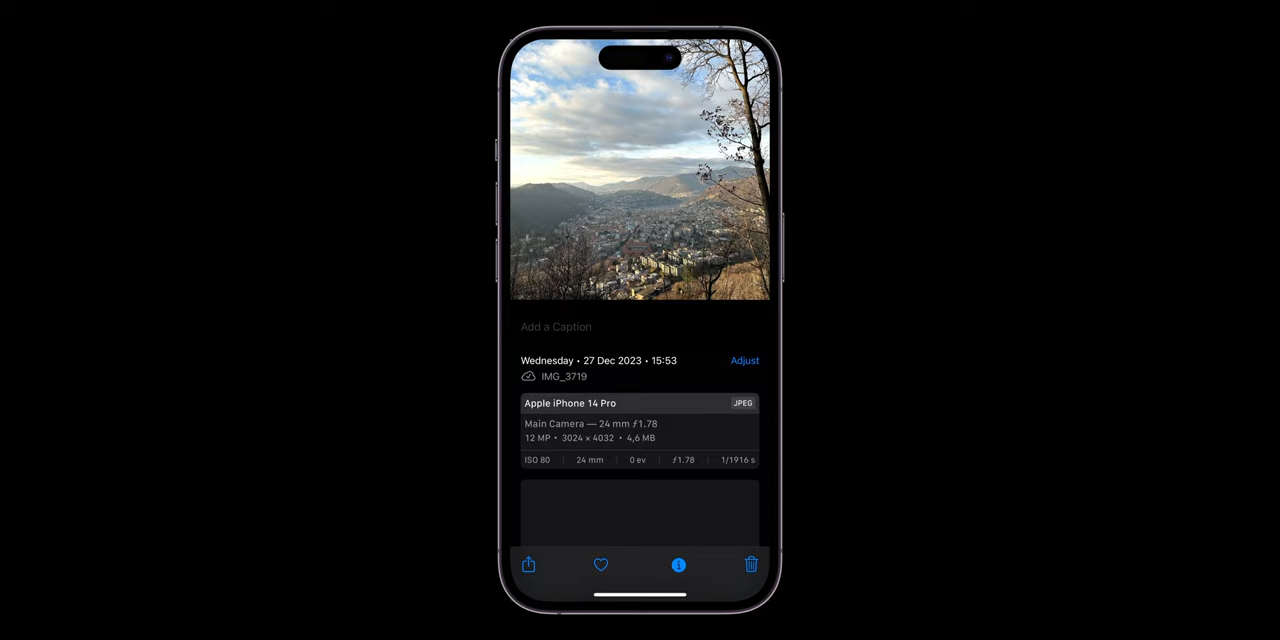 Add a Caption
Wednesday • 27 Dec 2023 • 15:53 Adjust
IMG_3719
Apple iPhone 14 Pro JPEG
Main Camera — 24 mm ƒ1.78
12 MP • 3024 × 4032 • 4,6 MB
ISO 80 | 24 mm | 0 ev | ƒ1.78 | 1/1916 s